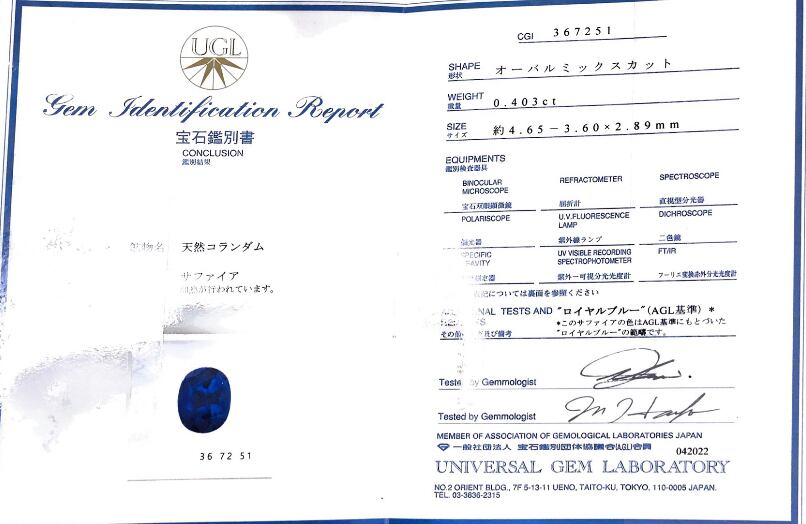 UGL
Gem Identification Report
宝石鑑別書
CONCLUSION
鑑別結果
鉱物名 天然コランダム
サファイア
が行われています。
36 72 51
CGI 367251
SHAPE
形状
オーバルミックスカット
WEIGHT
重量
0.403ct
SIZE
サイズ
約4.65-3.60×2.89mm
EQUIPMENTS
鑑別検査器具
BINOCULAR
MICROSCOPE
宝石双眼顕微鏡
REFRACTOMETER
屈折計
SPECTROSCOPE
直視型分光器
POLARISCOPE
偏光器
U.V.FLUORESCENCE
LAMP
紫外線ランプ
DICHROSCOPE
二色鏡
SPECIFIC
UV VISIBLE RECORDING
SPECTROPHOTOMETER
紫外-可視分光光度計
FT/IR
フーリエ変換赤外分光光度計
については裏面を参照ください
TESTS AND "ロイヤルブルー"(AGL基準) *
その他 及び備考
*このサファイアの色はAGL基準にもとづいた
"ロイヤルブルー"の範疇です。
Tested by Gemmologist
Tested by Gemmologist
MEMBER OF ASSOCIATION OF GEMOLOGICAL LABORATORIES JAPAN
一般社団法人 宝石鑑別団体協議会(AGL)会員
042022
UNIVERSAL GEM LABORATORY
NO.2 ORIENT BLDG., 7F 5-13-11 UENO, TAITO-KU, TOKYO, 110-0005 JAPAN.
TEL. 03-3836-2315